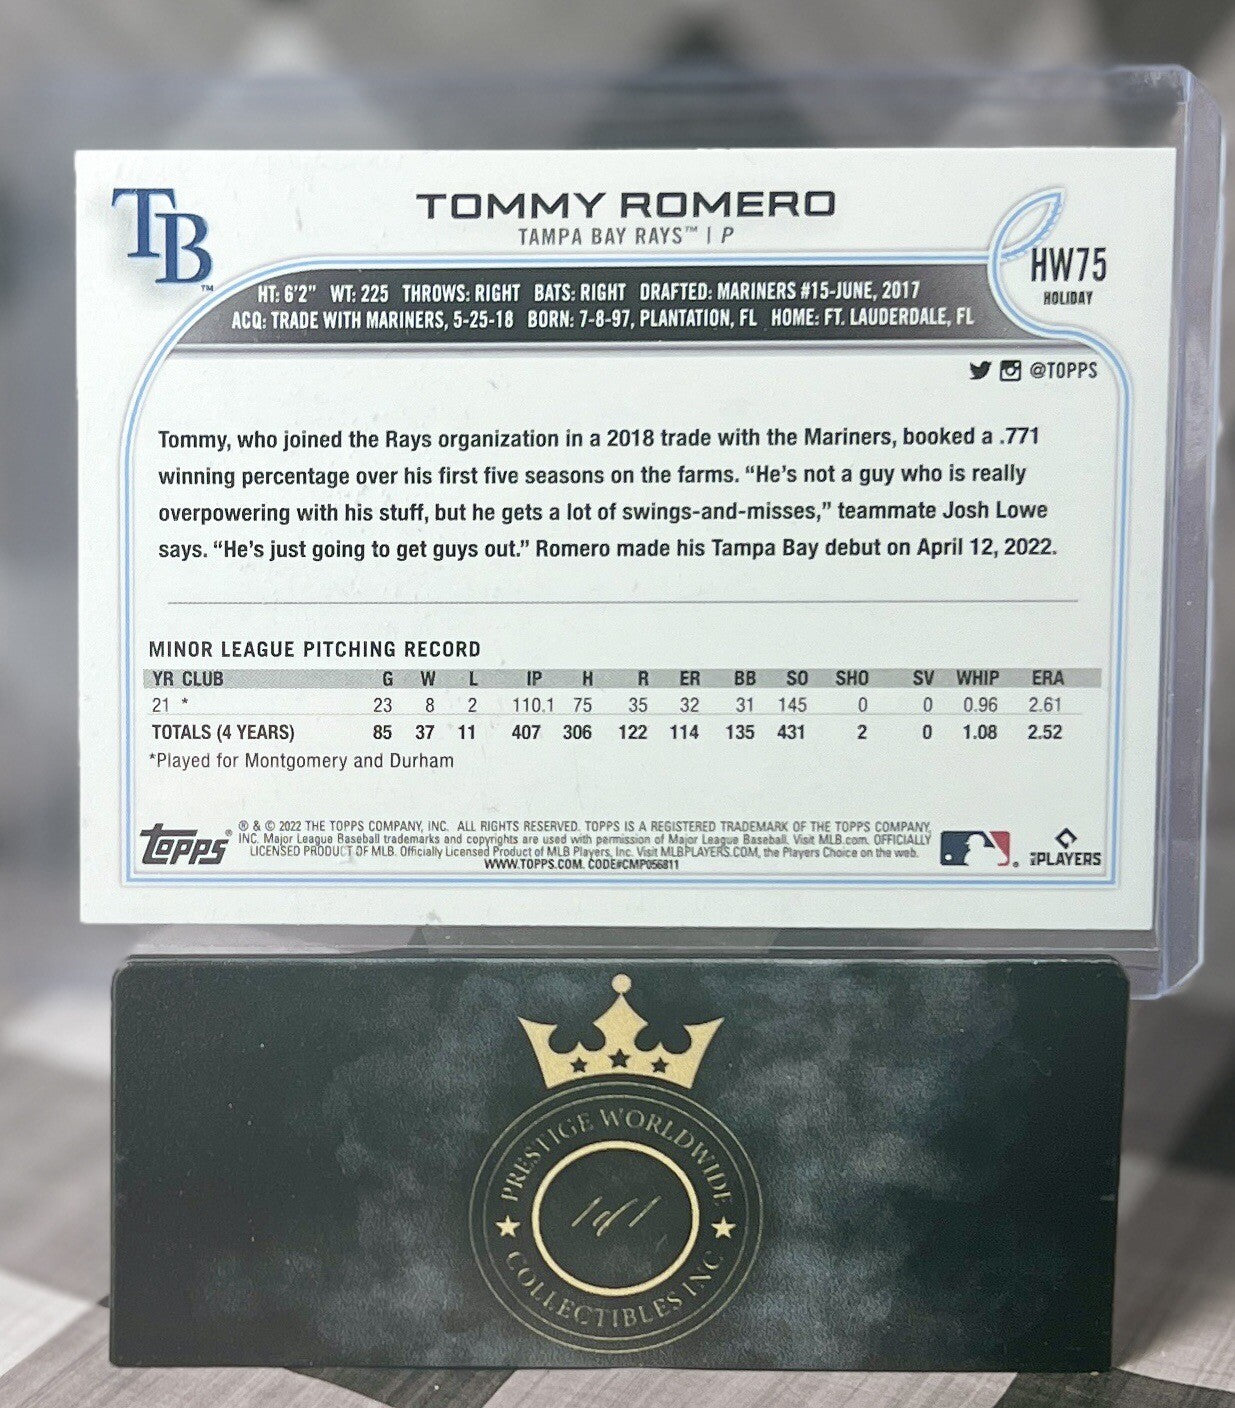 TB™
TOMMY ROMERO
TAMPA BAY RAYS™ | P
HW75
HOLIDAY
HT: 6'2" WT: 225 THROWS: RIGHT BATS: RIGHT DRAFTED: MARINERS #15-JUNE, 2017
ACQ: TRADE WITH MARINERS, 5-25-18 BORN: 7-8-97, PLANTATION, FL HOME: FT. LAUDERDALE, FL
@TOPPS
Tommy, who joined the Rays organization in a 2018 trade with the Mariners, booked a .771
winning percentage over his first five seasons on the farms. “He’s not a guy who is really
overpowering with his stuff, but he gets a lot of swings-and-misses,” teammate Josh Lowe
says. “He’s just going to get guys out.” Romero made his Tampa Bay debut on April 12, 2022.
MINOR LEAGUE PITCHING RECORD
YR CLUB G W L IP H R ER BB SO SHO SV WHIP ERA
21 * 23 8 2 110.1 75 35 32 31 145 0 0 0.96 2.61
TOTALS (4 YEARS) 85 37 11 407 306 122 114 135 431 2 0 1.08 2.52
*Played for Montgomery and Durham
topps®
® & © 2022 THE TOPPS COMPANY, INC. ALL RIGHTS RESERVED. TOPPS IS A REGISTERED TRADEMARK OF THE TOPPS COMPANY,
INC. Major League Baseball trademarks and copyrights are used with permission of Major League Baseball. Visit MLB.com. OFFICIALLY
LICENSED PRODUCT OF MLB. Officially Licensed Product of MLB Players, Inc. Visit MLBPLAYERS.COM, the Players Choice on the web.
WWW.TOPPS.COM. CODE#CMP056811
PLAYERS
PRESTIGE WORLDWIDE
1 of 1
COLLECTIBLES INC